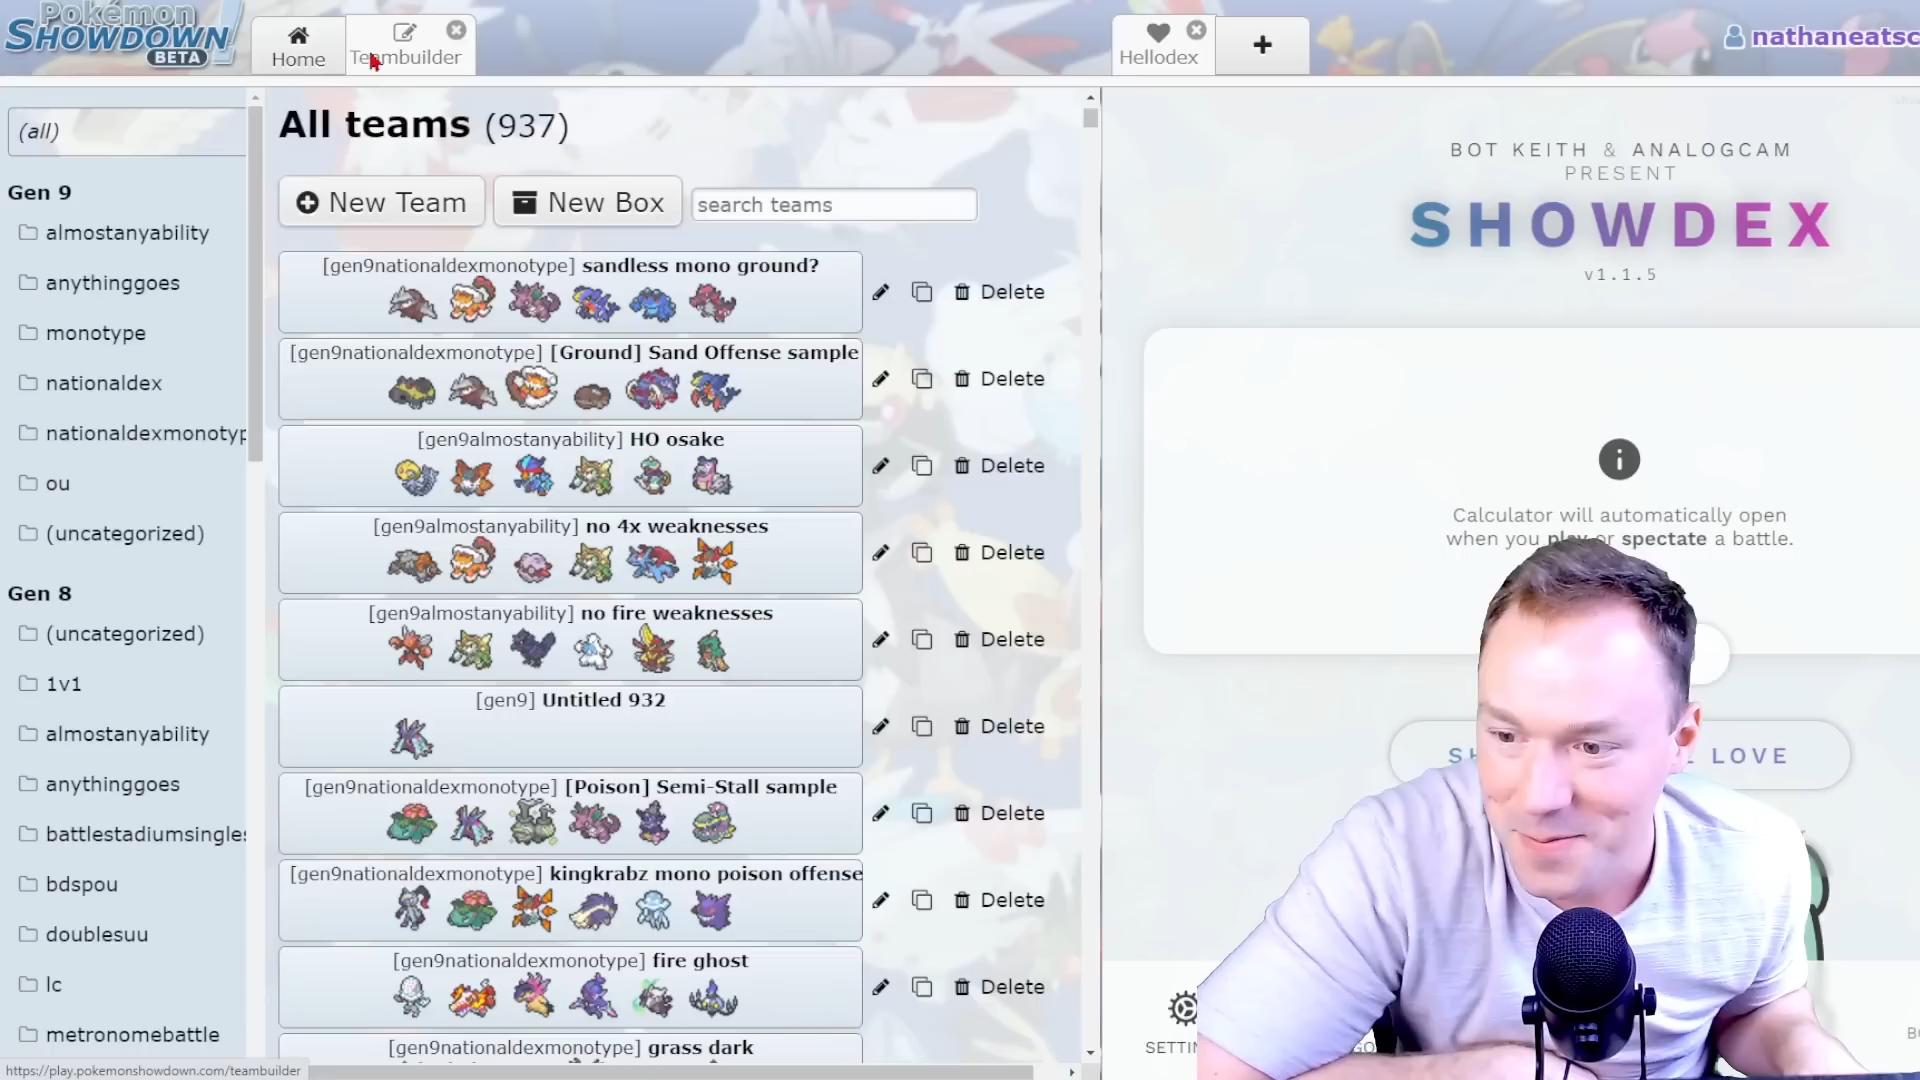 Pokémon
SHOWDOWN
BETA
Home
Teambuilder
Hellodex
+
nathaneatsc
(all)
Gen 9
almostanyability
anythinggoes
monotype
nationaldex
nationaldexmonotyp
ou
(uncategorized)
Gen 8
(uncategorized)
1v1
almostanyability
anythinggoes
battlestadiumsingles
bdspou
doublesuu
lc
metronomebattle
https://play.pokemonshowdown.com/teambuilder
All teams (937)
New Team
New Box
search teams
[gen9nationaldexmonotype] sandless mono ground?
Delete
[gen9nationaldexmonotype] [Ground] Sand Offense sample
Delete
[gen9almostanyability] HO osake
Delete
[gen9almostanyability] no 4x weaknesses
Delete
[gen9almostanyability] no fire weaknesses
Delete
[gen9] Untitled 932
Delete
[gen9nationaldexmonotype] [Poison] Semi-Stall sample
Delete
[gen9nationaldexmonotype] kingkrabz mono poison offense
Delete
[gen9nationaldexmonotype] fire ghost
Delete
[gen9nationaldexmonotype] grass dark
BOT KEITH & ANALOGCAM
PRESENT
SHOWDEX
v1.1.5
Calculator will automatically open
when you play or spectate a battle.
LOVE
SETTIN